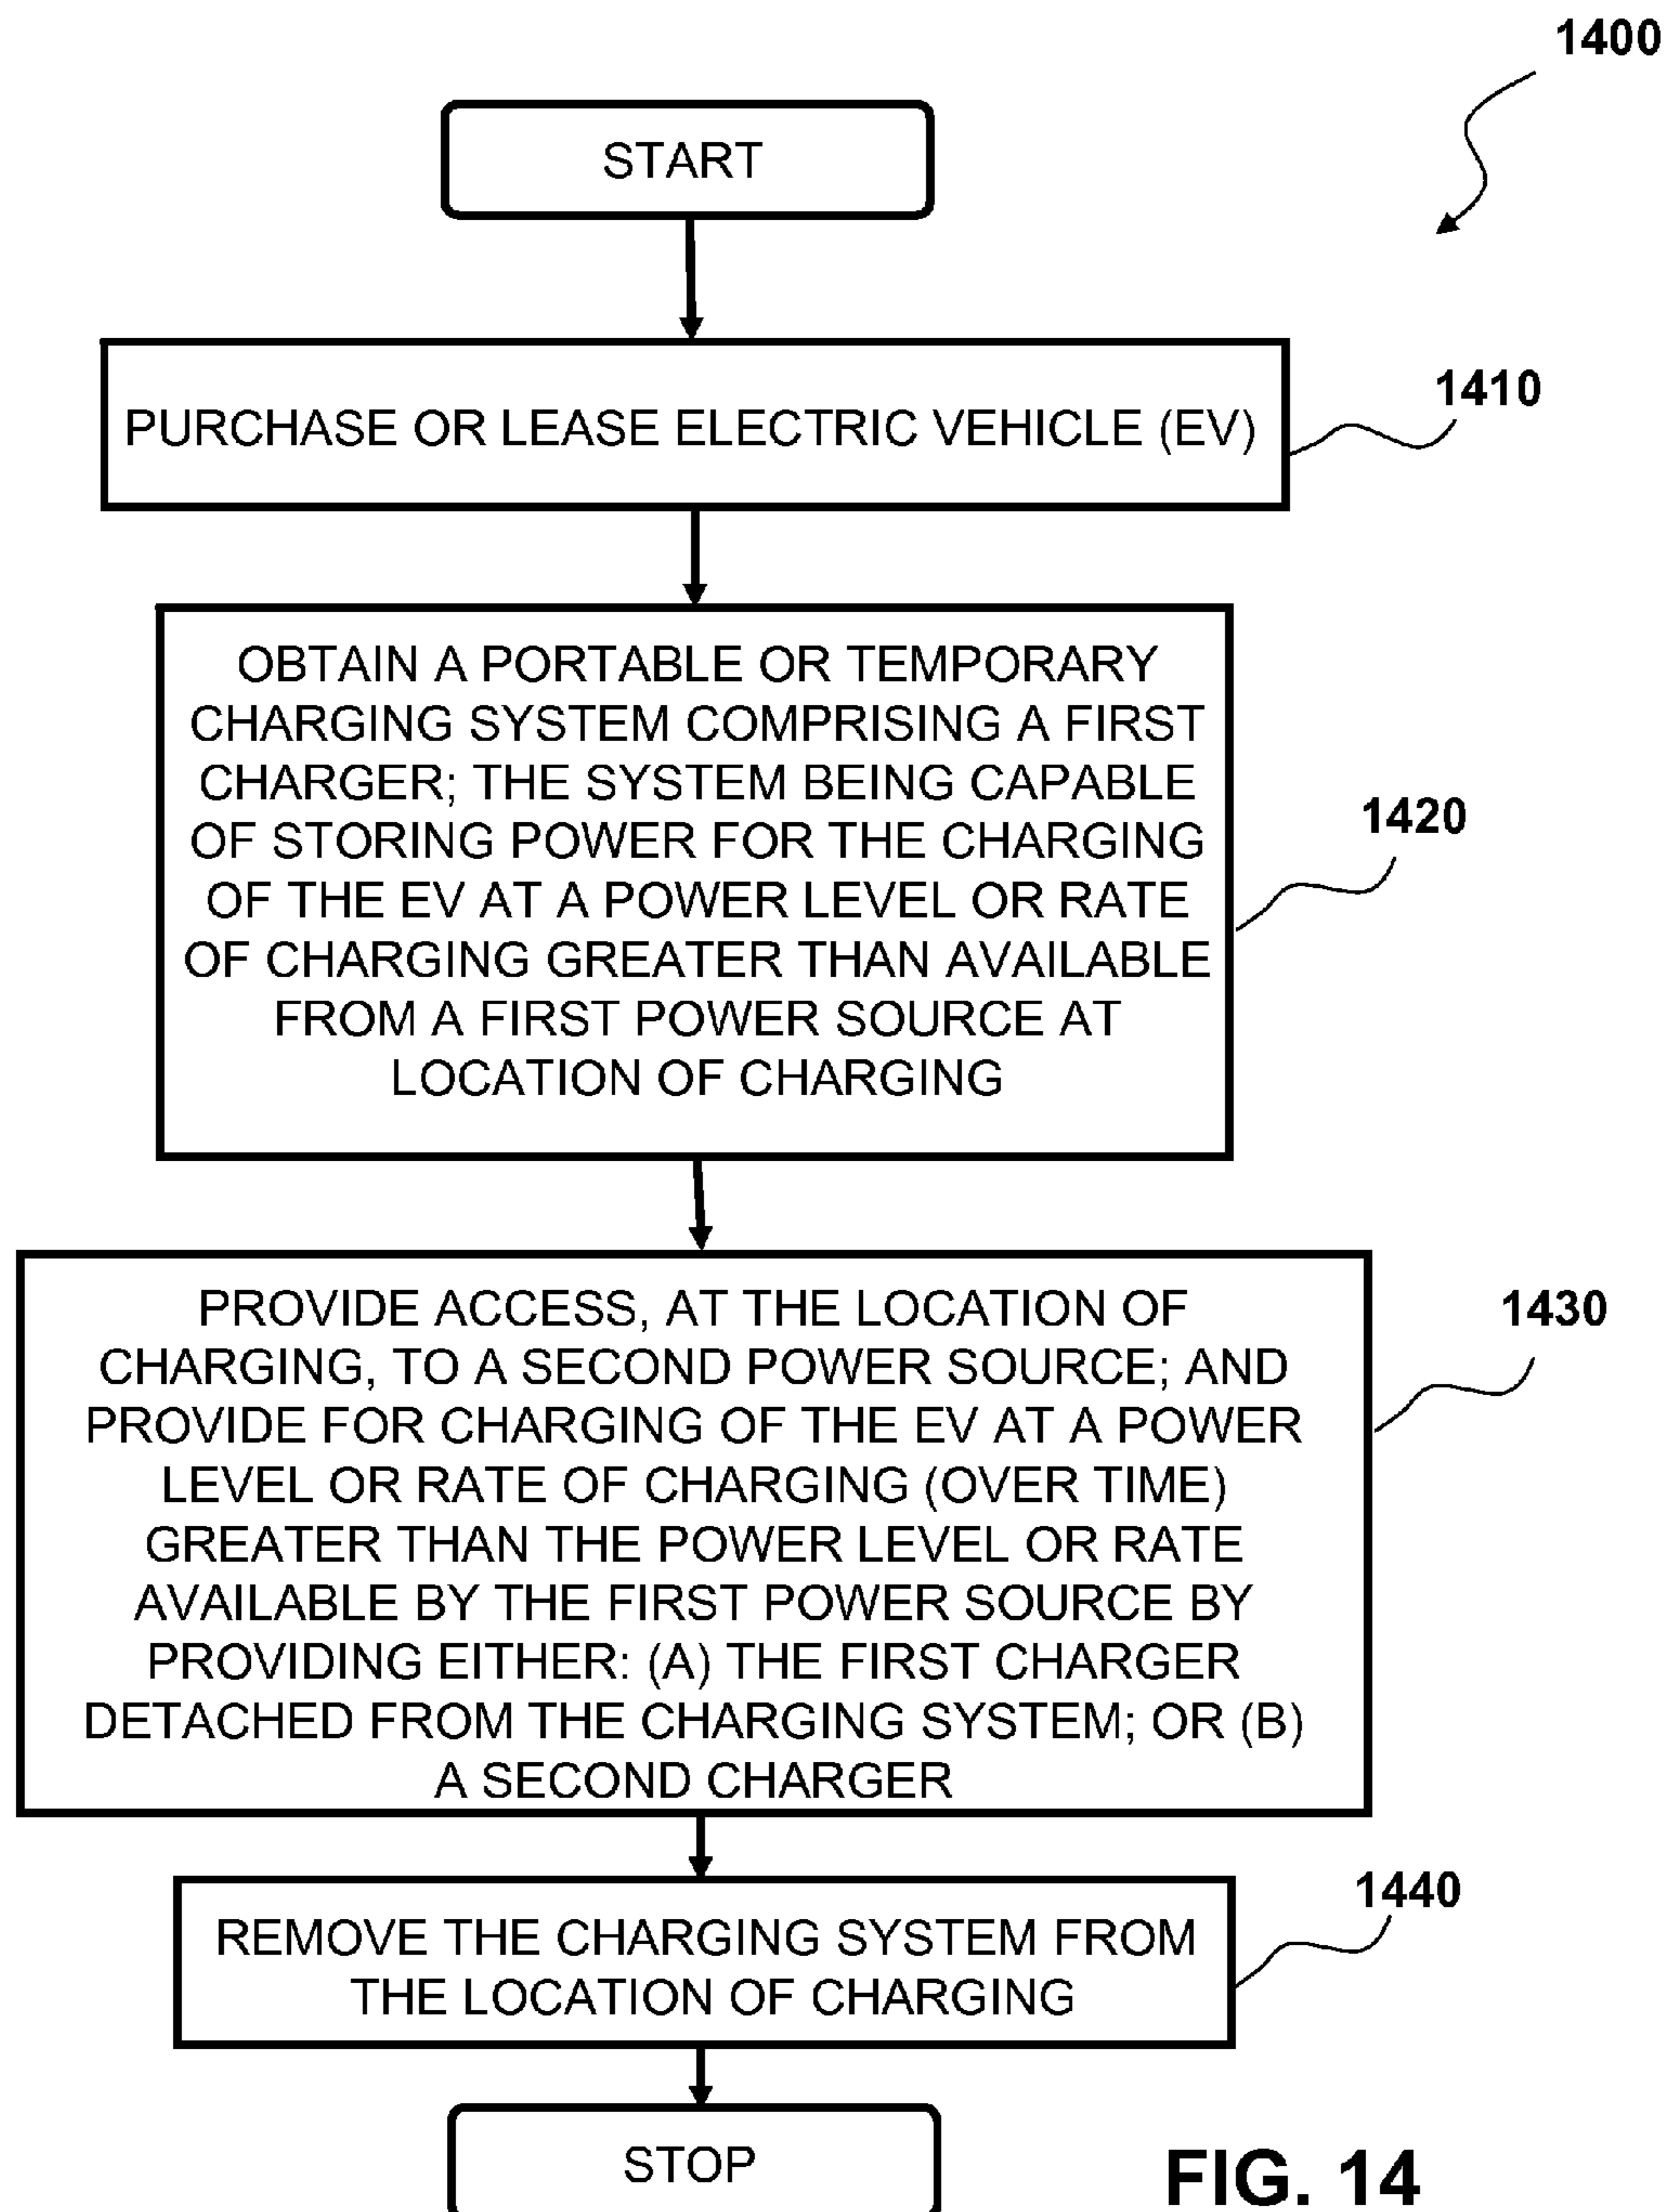 1400
START
PURCHASE OR LEASE ELECTRIC VEHICLE (EV)
1410
OBTAIN A PORTABLE OR TEMPORARY
CHARGING SYSTEM COMPRISING A FIRST
CHARGER; THE SYSTEM BEING CAPABLE
OF STORING POWER FOR THE CHARGING
OF THE EV AT A POWER LEVEL OR RATE
OF CHARGING GREATER THAN AVAILABLE
FROM A FIRST POWER SOURCE AT
LOCATION OF CHARGING
1420
PROVIDE ACCESS, AT THE LOCATION OF
CHARGING, TO A SECOND POWER SOURCE; AND
PROVIDE FOR CHARGING OF THE EV AT A POWER
LEVEL OR RATE OF CHARGING (OVER TIME)
GREATER THAN THE POWER LEVEL OR RATE
AVAILABLE BY THE FIRST POWER SOURCE BY
PROVIDING EITHER: (A) THE FIRST CHARGER
DETACHED FROM THE CHARGING SYSTEM; OR (B)
A SECOND CHARGER
1430
REMOVE THE CHARGING SYSTEM FROM
THE LOCATION OF CHARGING
1440
STOP
FIG. 14